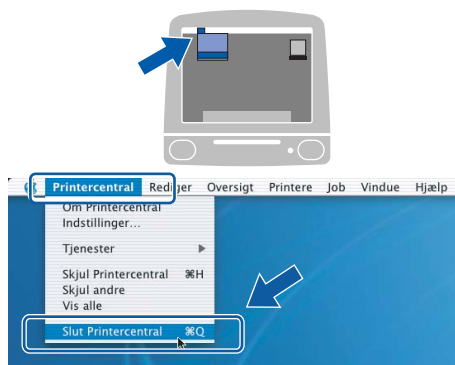 Printercentral Rediger Oversigt Printere Job Vindue Hjælp
Om Printercentral
Indstillinger...
Tjenester
Skjul Printercentral ⌘H
Skjul andre
Vis alle
Slut Printercentral ⌘Q